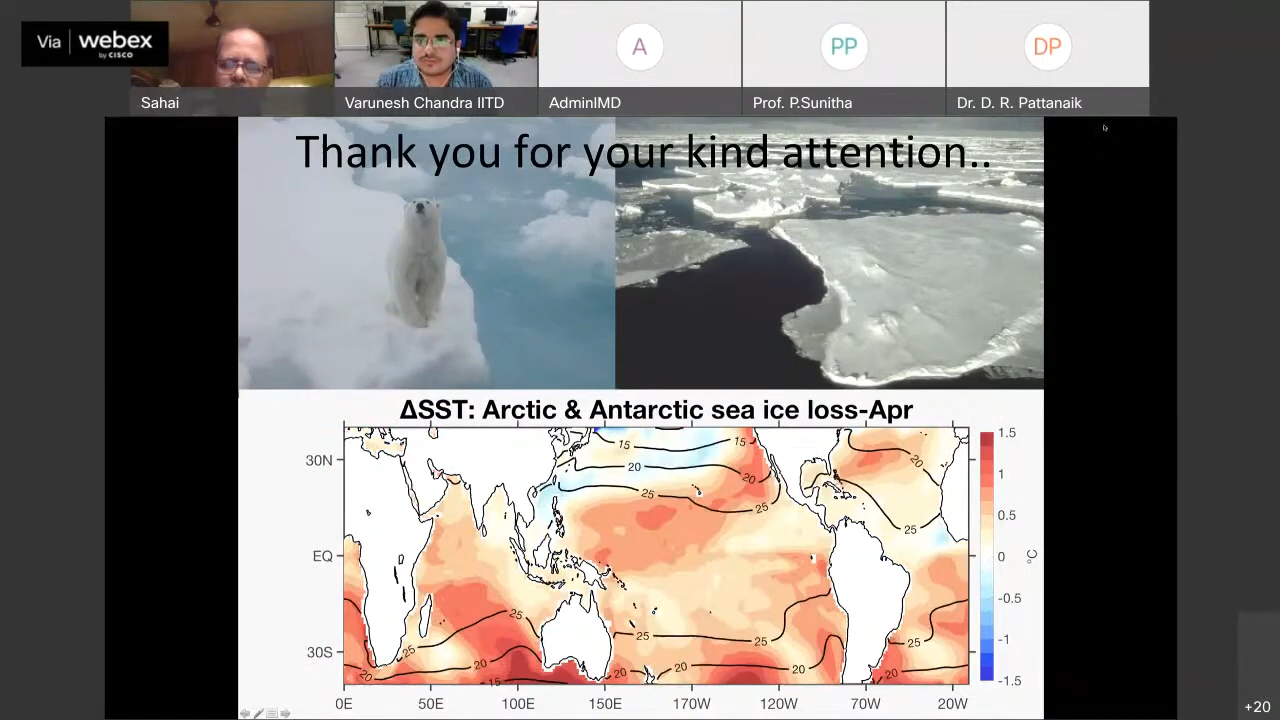 Via webex
by CISCO
A
PP
DP
Sahai
Varunesh Chandra IITD
AdminIMD
Prof. P.Sunitha
Dr. D. R. Pattanaik
Thank you for your kind attention..
ΔSST: Arctic & Antarctic sea ice loss-Apr
30N
EQ
30S
15
15
20
20
20
25
25
25
25
25
25
25
25
20
20
20
20
20
15
1.5
1
0.5
0
-0.5
-1
-1.5
°C
0E 50E 100E 150E 170W 120W 70W 20W
+20